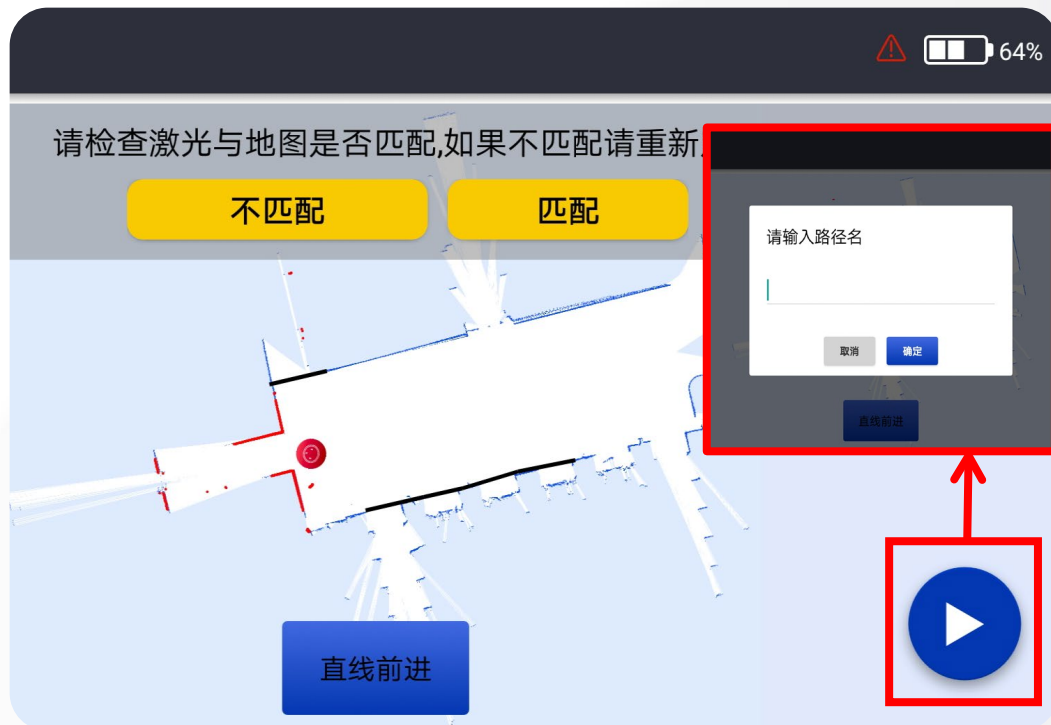 64%
请检查激光与地图是否匹配,如果不匹配请重新
不匹配
匹配
请输入路径名
取消
确定
直线前进
直线前进